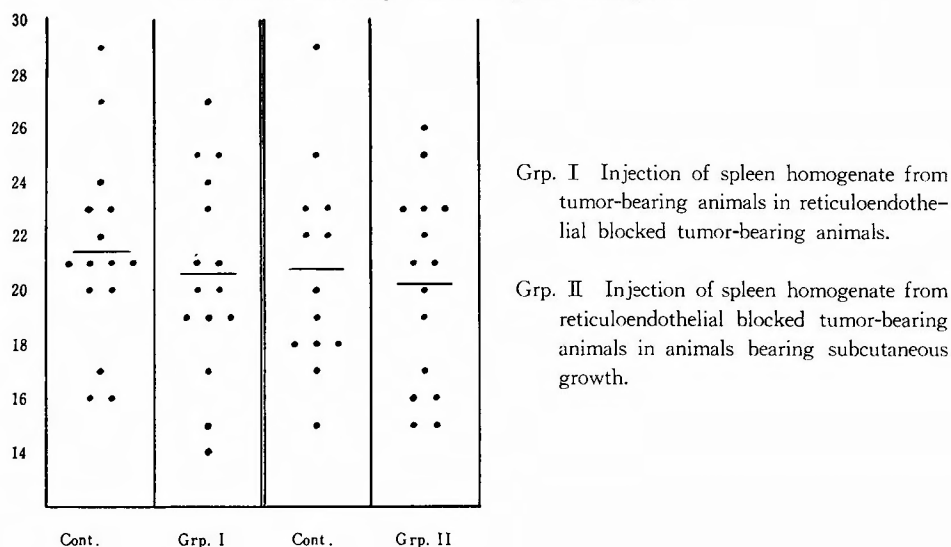 30
28
26
24
22
20
18
16
14
Cont.
Grp. I
Cont.
Grp. II
Grp. I Injection of spleen homogenate from
tumor-bearing animals in reticuloendothe-
lial blocked tumor-bearing animals.
Grp. II Injection of spleen homogenate from
reticuloendothelial blocked tumor-bearing
animals in animals bearing subcutaneous
growth.